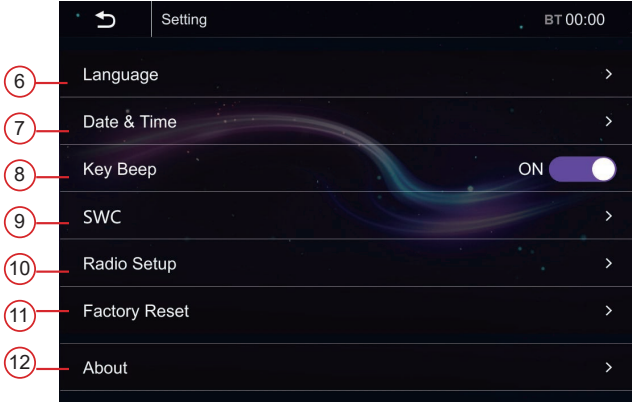 Setting BT 00:00
6 Language
7 Date & Time
8 Key Beep ON
9 SWC
10 Radio Setup
11 Factory Reset
12 About